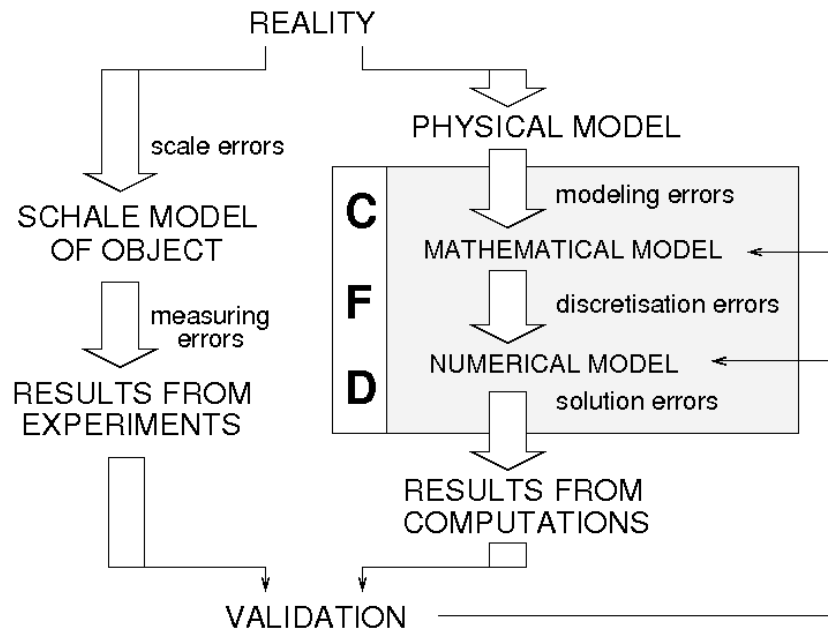 REALITY
PHYSICAL MODEL
scale errors
SCHALE MODEL
OF OBJECT
C
F
D
modeling errors
MATHEMATICAL MODEL
discretisation errors
NUMERICAL MODEL
solution errors
measuring
errors
RESULTS FROM
EXPERIMENTS
RESULTS FROM
COMPUTATIONS
VALIDATION